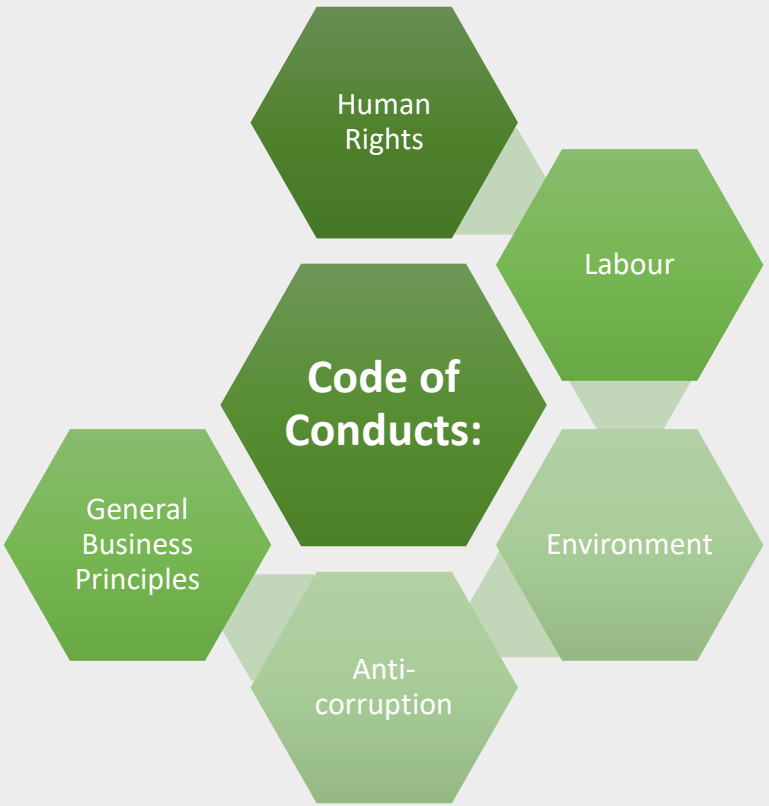 Human
Rights
Labour
Code of
Conducts:
General
Business
Principles
Environment
Anti-
corruption